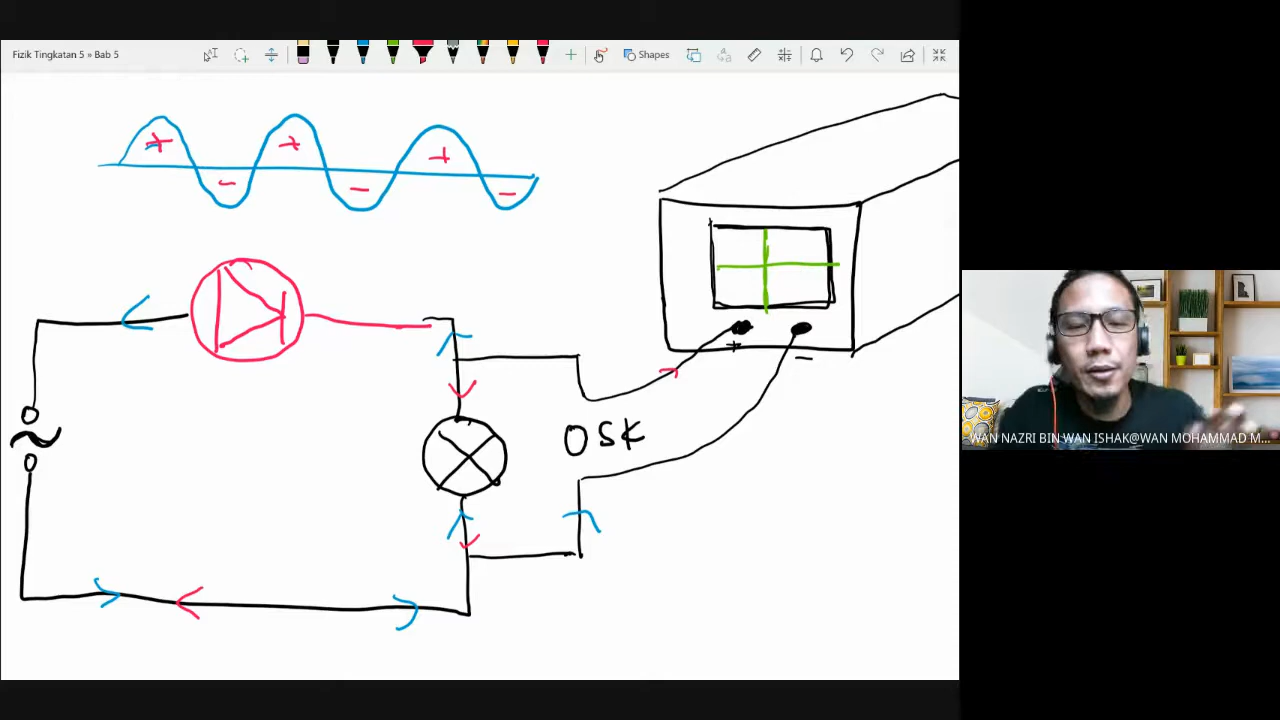 Fizik Tingkatan 5 » Bab 5
Shapes
+ + +
- - -
+ -
~
OSK
WAN NAZRI BIN WAN ISHAK@WAN MOHAMMAD M...